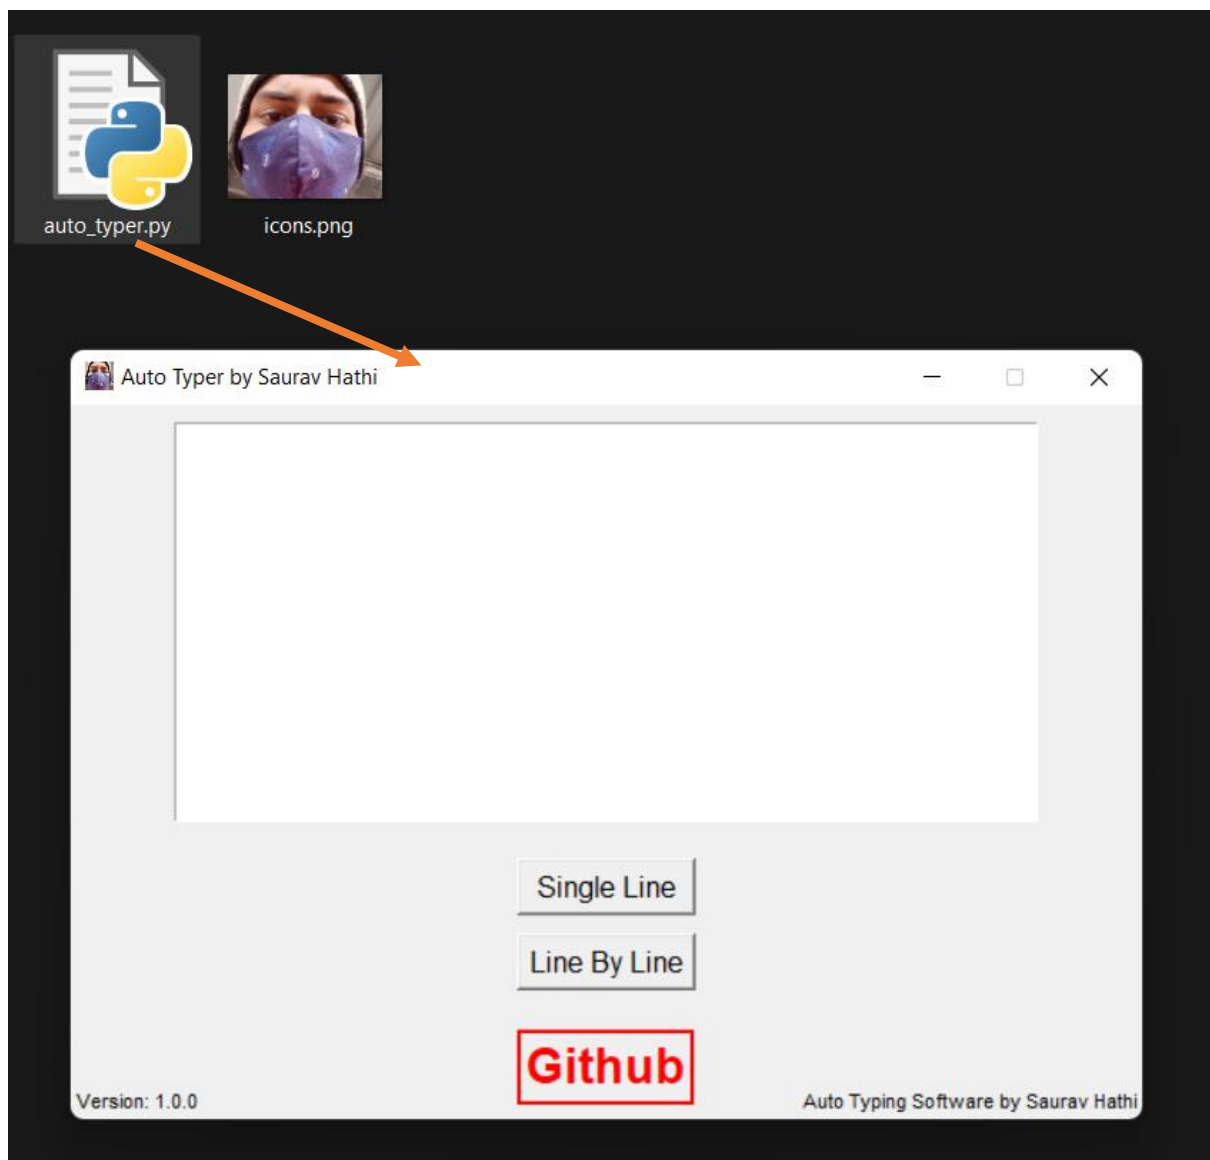 auto_typer.py
icons.png
Auto Typer by Saurav Hathi
Single Line
Line By Line
Github
Version: 1.0.0
Auto Typing Software by Saurav Hathi